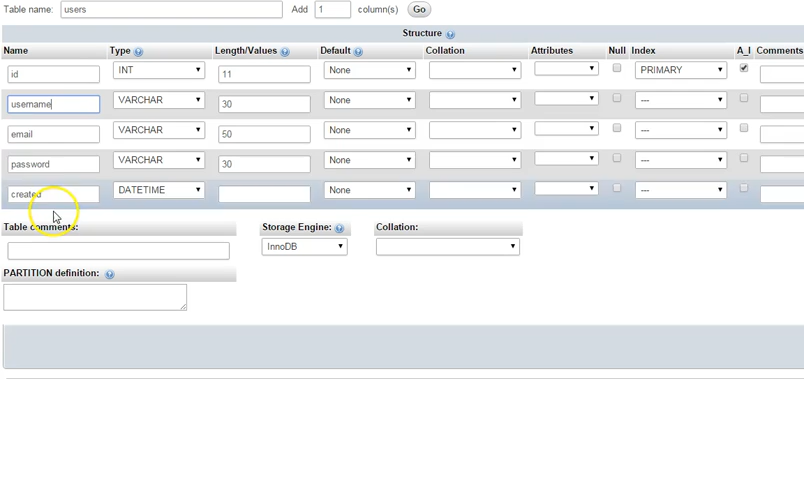 Table name: users Add 1 column(s) Go
Structure
Name Type Length/Values Default Collation Attributes Null Index A_I Comments
id INT 11 None PRIMARY
username VARCHAR 30 None ---
email VARCHAR 50 None ---
password VARCHAR 30 None ---
created DATETIME None ---
Table comments: Storage Engine: Collation:
InnoDB
PARTITION definition: